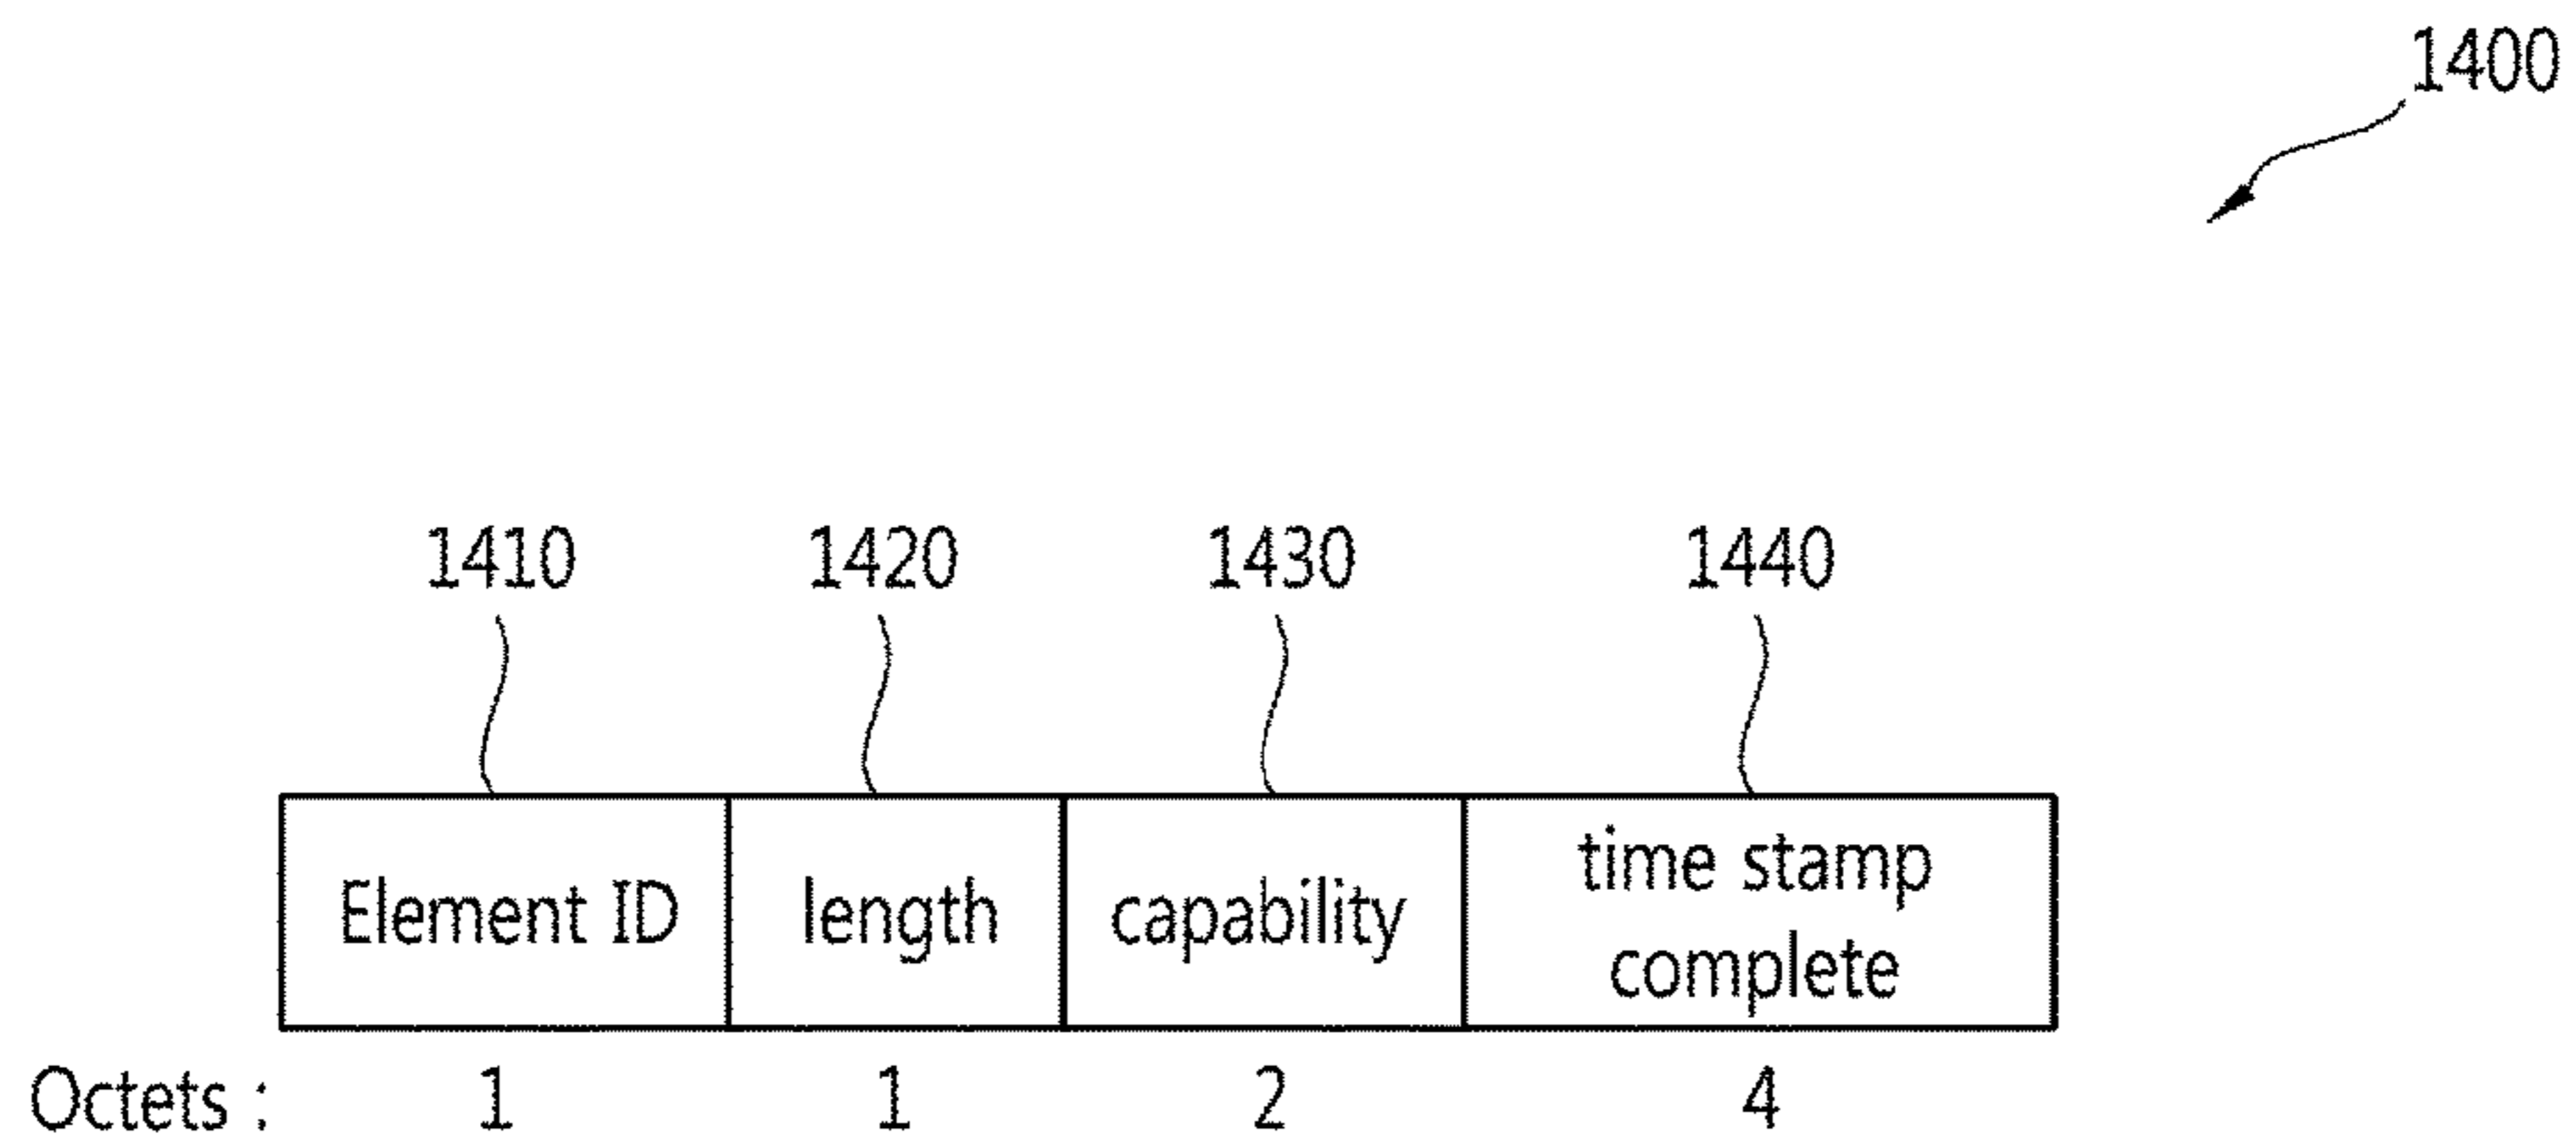 1400
1410 1420 1430 1440
Element ID length capability time stamp
complete
Octets : 1 1 2 4